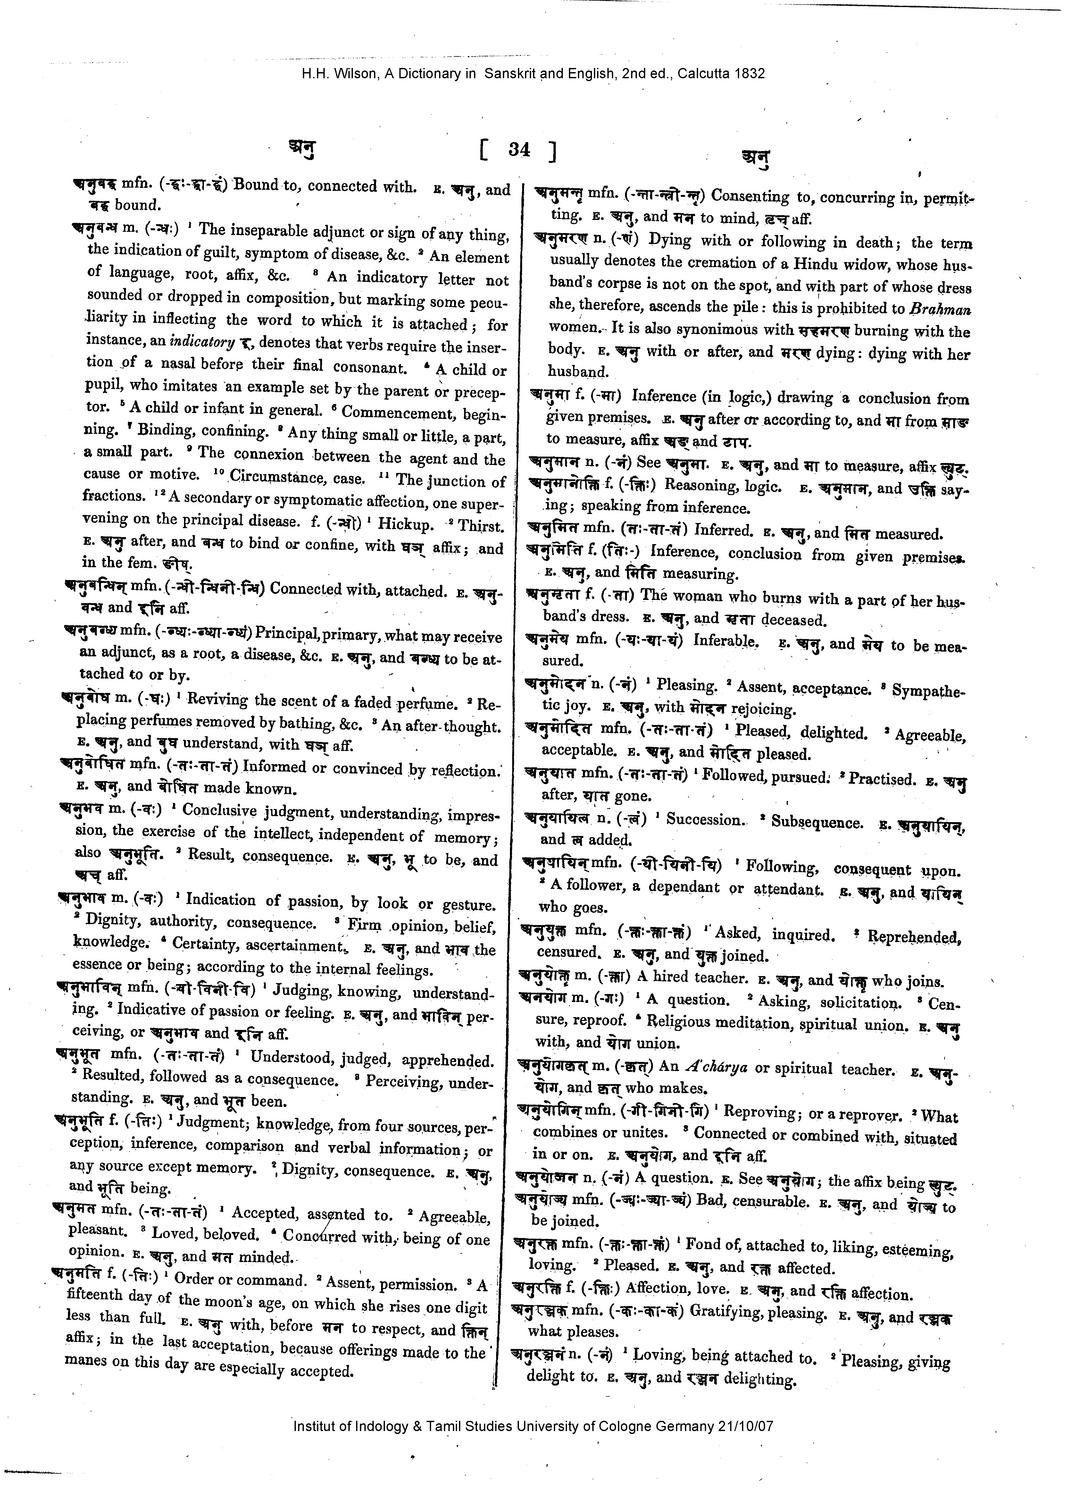 H.H. Wilson, A Dictionary in Sanskrit and English, 2nd ed., Calcutta 1832
अनु [ 34 ] अनु
अनुबद्ध mfn. (-द्धः-द्धा-द्धं) Bound to, connected with. E. अनु, and
बद्ध bound.
अनुबन्ध m. (-न्धः) ¹ The inseparable adjunct or sign of any thing,
the indication of guilt, symptom of disease, &c. ² An element
of language, root, affix, &c. ³ An indicatory letter not
sounded or dropped in composition, but marking some pecu-
liarity in inflecting the word to which it is attached; for
instance, an indicatory इ, denotes that verbs require the inser-
tion of a nasal before their final consonant. ⁴ A child or
pupil, who imitates an example set by the parent or precep-
tor. ⁵ A child or infant in general. ⁶ Commencement, begin-
ning. ⁷ Binding, confining. ⁸ Any thing small or little, a part,
a small part. ⁹ The connexion between the agent and the
cause or motive. ¹⁰ Circumstance, case. ¹¹ The junction of
fractions. ¹² A secondary or symptomatic affection, one super-
vening on the principal disease. f. (-न्धी) ¹ Hickup. ² Thirst.
E. अनु after, and बन्ध to bind or confine, with घञ् affix; and
in the fem. ङीष्.
अनुबन्धिन् mfn. (-न्धी-न्धिनी-न्धि) Connected with, attached. E. अनु-
बन्ध and इनि aff.
अनुबन्ध्य mfn. (-न्ध्यः-न्ध्या-न्ध्यं) Principal, primary, what may receive
an adjunct, as a root, a disease, &c. E. अनु, and बन्ध्य to be at-
tached to or by.
अनुबोध m. (-धः) ¹ Reviving the scent of a faded perfume. ² Re-
placing perfumes removed by bathing, &c. ³ An after-thought.
E. अनु, and बुध understand, with घञ् aff.
अनुबोधित mfn. (-तः-ता-तं) Informed or convinced by reflection.
E. अनु, and बोधित made known.
अनुभव m. (-वः) ¹ Conclusive judgment, understanding, impres-
sion, the exercise of the intellect, independent of memory;
also अनुभूति. ² Result, consequence. E. अनु, भू to be, and
अच् aff.
अनुभाव m. (-वः) ¹ Indication of passion, by look or gesture.
² Dignity, authority, consequence. ³ Firm opinion, belief,
knowledge. ⁴ Certainty, ascertainment. E. अनु, and भाव the
essence or being; according to the internal feelings.
अनुभाविन् mfn. (-वी-विनी-वि) ¹ Judging, knowing, understand-
ing. ² Indicative of passion or feeling. E. अनु, and भाविन् per-
ceiving, or अनुभाव and इनि aff.
अनुभूत mfn. (-तः-ता-तं) ¹ Understood, judged, apprehended.
² Resulted, followed as a consequence. ³ Perceiving, under-
standing. E. अनु, and भूत been.
अनुभूति f. (-तिः) ¹ Judgment; knowledge, from four sources, per-
ception, inference, comparison and verbal information; or
any source except memory. ² Dignity, consequence. E. अनु,
and भूति being.
अनुमत mfn. (-तः-ता-तं) ¹ Accepted, assented to. ² Agreeable,
pleasant. ³ Loved, beloved. ⁴ Concurred with, being of one
opinion. E. अनु, and मत minded.
अनुमति f. (-तिः) ¹ Order or command. ² Assent, permission. ³ A
fifteenth day of the moon's age, on which she rises one digit
less than full. E. अनु with, before मन to respect, and क्तिन्
affix; in the last acceptation, because offerings made to the
manes on this day are especially accepted.
अनुमन्तृ mfn. (-न्ता-न्त्री-न्तृ) Consenting to, concurring in, permit-
ting. E. अनु, and मन to mind, तृच् aff.
अनुमरण n. (-णं) Dying with or following in death; the term
usually denotes the cremation of a Hindu widow, whose hus-
band's corpse is not on the spot, and with part of whose dress
she, therefore, ascends the pile: this is prohibited to Brahman
women. It is also synonimous with सहमरण burning with the
body. E. अनु with or after, and मरण dying: dying with her
husband.
अनुमा f. (-मा) Inference (in logic,) drawing a conclusion from
given premises. E. अनु after or according to, and मा from माङ
to measure, affix अङ् and टाप.
अनुमान n. (-नं) See अनुमा. E. अनु, and मा to measure, affix ल्युट्.
अनुमानोक्ति f. (-क्तिः) Reasoning, logic. E. अनुमान, and उक्ति say-
ing; speaking from inference.
अनुमित mfn. (तः-ता-तं) Inferred. E. अनु, and मित measured.
अनुमिति f. (तिः-) Inference, conclusion from given premises.
E. अनु, and मिति measuring.
अनुमृता f. (-ता) The woman who burns with a part of her hus-
band's dress. E. अनु, and मृता deceased.
अनुमेय mfn. (-यः-या-यं) Inferable. E. अनु, and मेय to be mea-
sured.
अनुमोदन n. (-नं) ¹ Pleasing. ² Assent, acceptance. ³ Sympathe-
tic joy. E. अनु, with मोदन rejoicing.
अनुमोदित mfn. (-तः-ता-तं) ¹ Pleased, delighted. ² Agreeable,
acceptable. E. अनु, and मोदित pleased.
अनुयात mfn. (-तः-ता-तं) ¹ Followed, pursued. ² Practised. E. अनु
after, यात gone.
अनुयायित्व n. (-त्वं) ¹ Succession. ² Subsequence. E. अनुयायिन्,
and त्व added.
अनुयायिन् mfn. (-यी-यिनी-यि) ¹ Following, consequent upon.
² A follower, a dependant or attendant. E. अनु, and यायिन्
who goes.
अनुयुक्त mfn. (-क्तः-क्ता-क्तं) ¹ Asked, inquired. ² Reprehended,
censured. E. अनु, and युक्त joined.
अनुयोक्तृ m. (-क्ता) A hired teacher. E. अनु, and योक्तृ who joins.
अनुयोग m. (-गः) ¹ A question. ² Asking, solicitation. ³ Cen-
sure, reproof. ⁴ Religious meditation, spiritual union. E. अनु
with, and योग union.
अनुयोगकृत् m. (-कृत्) An A'chárya or spiritual teacher. E. अनु-
योग, and कृत् who makes.
अनुयोगिन् mfn. (-गी-गिनी-गि) ¹ Reproving; or a reprover. ² What
combines or unites. ³ Connected or combined with, situated
in or on. E. अनुयोग, and इनि aff.
अनुयोजन n. (-नं) A question. E. See अनुयोग; the affix being ल्युट्.
अनुयोज्य mfn. (-ज्यः-ज्या-ज्यं) Bad, censurable. E. अनु, and योज्य to
be joined.
अनुरक्त mfn. (-क्तः-क्ता-क्तं) ¹ Fond of, attached to, liking, esteeming,
loving. ² Pleased. E. अनु, and रक्त affected.
अनुरक्ति f. (-क्तिः) Affection, love. E. अनु, and रक्ति affection.
अनुरञ्जक mfn. (-कः-का-कं) Gratifying, pleasing. E. अनु, and रञ्जक
what pleases.
अनुरञ्जनं n. (-नं) ¹ Loving, being attached to. ² Pleasing, giving
delight to. E. अनु, and रञ्जन delighting.
Institut of Indology & Tamil Studies University of Cologne Germany 21/10/07